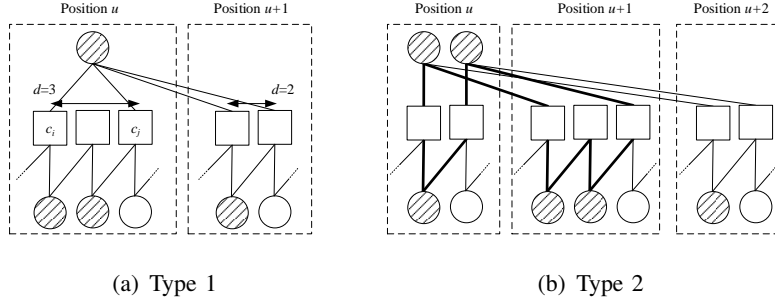 Position u Position u+1 Position u Position u+1 Position u+2
d=3 d=2
c_i c_j
(a) Type 1 (b) Type 2